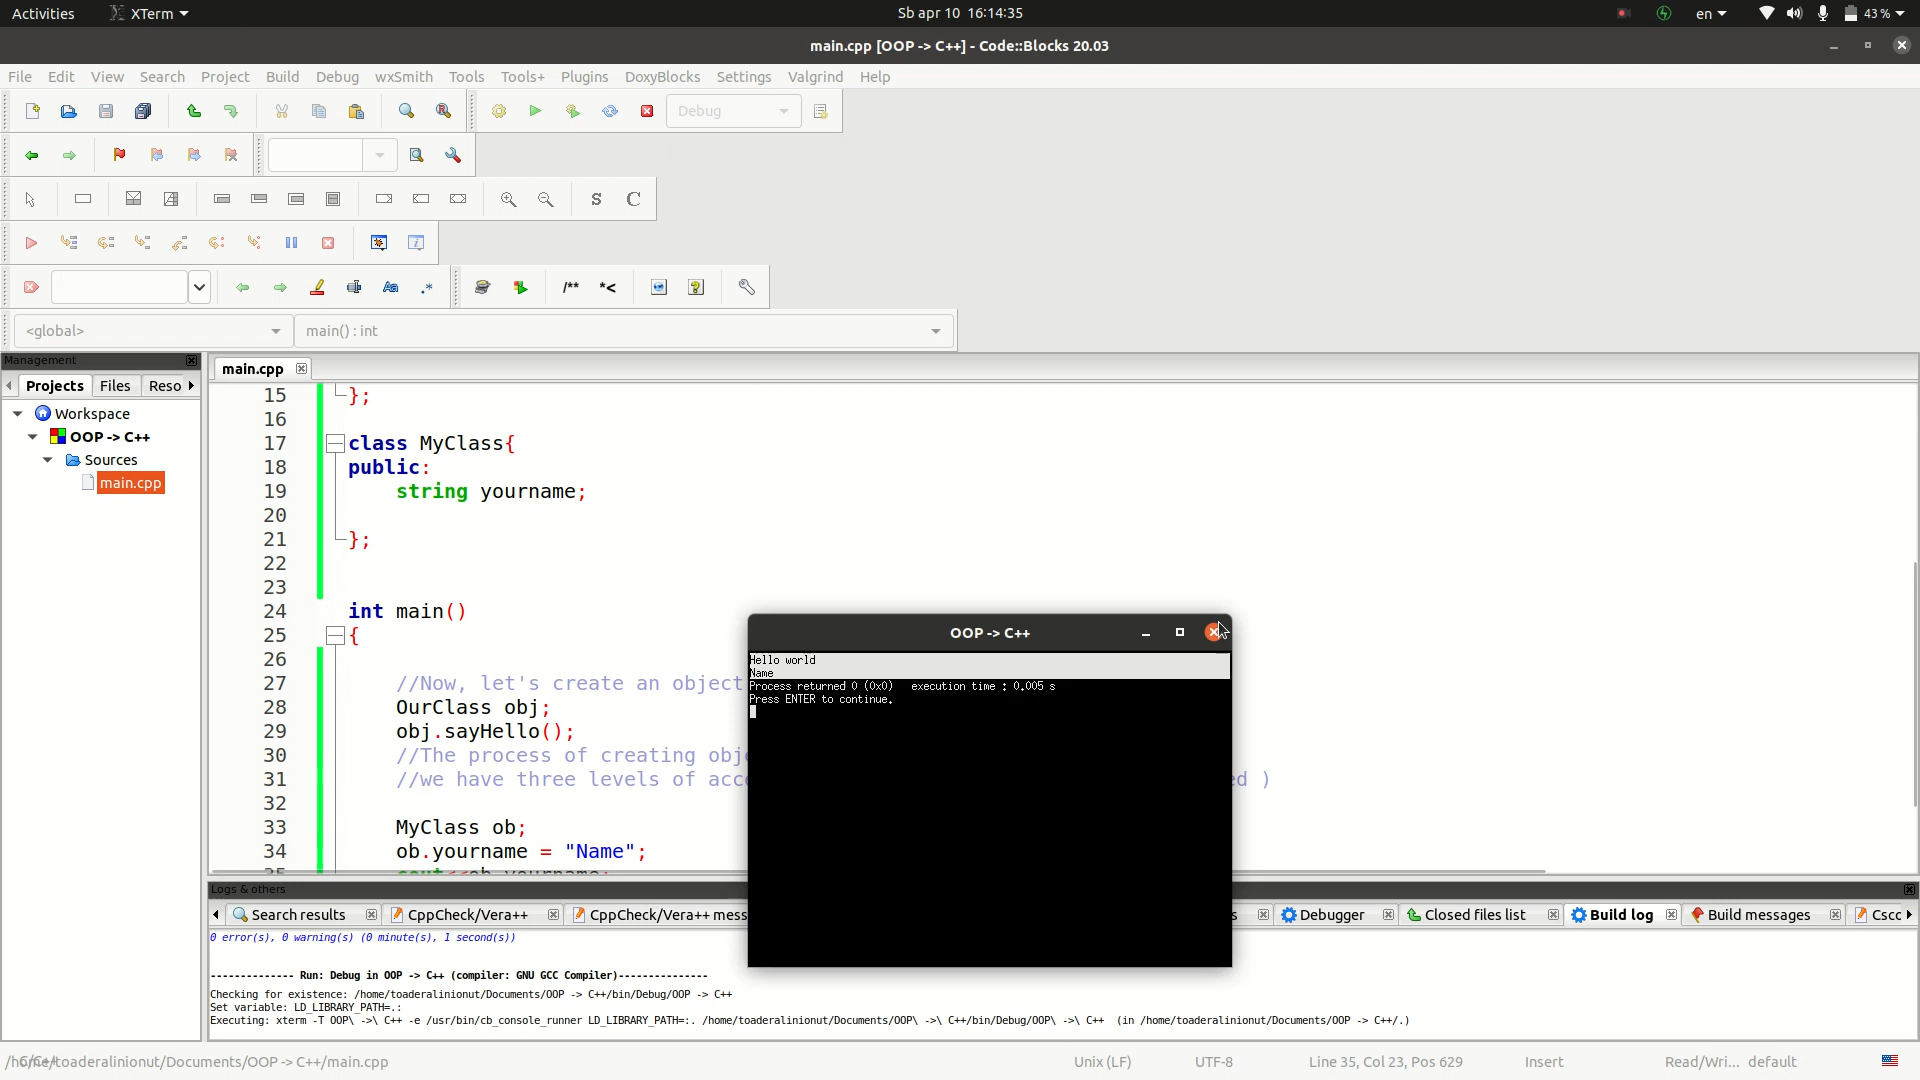 Activities XTerm Sb apr 10 16:14:35 en 43 %
main.cpp [OOP -> C++] - Code::Blocks 20.03
File Edit View Search Project Build Debug wxSmith Tools Tools+ Plugins DoxyBlocks Settings Valgrind Help
Debug
S C
Aa .* /** *<
<global> main() : int
Management
main.cpp
Projects Files Reso
Workspace
OOP -> C++
Sources
main.cpp
15 };
16
17 class MyClass{
18 public:
19 string yourname;
20
21 };
22
23
24 int main()
25 {
26
27 //Now, let's create an object
28 OurClass obj;
29 obj.sayHello();
30 //The process of creating obj
31 //we have three levels of acc ed )
32
33 MyClass ob;
34 ob.yourname = "Name";
OOP -> C++
Hello world
Name
Process returned 0 (0x0) execution time : 0.005 s
Press ENTER to continue.
Logs & others
Search results CppCheck/Vera++ CppCheck/Vera++ mess s Debugger Closed files list Build log Build messages Csco
0 error(s), 0 warning(s) (0 minute(s), 1 second(s))
-------------- Run: Debug in OOP -> C++ (compiler: GNU GCC Compiler)---------------
Checking for existence: /home/toaderalinionut/Documents/OOP -> C++/bin/Debug/OOP -> C++
Set variable: LD_LIBRARY_PATH=.:
Executing: xterm -T OOP\ ->\ C++ -e /usr/bin/cb_console_runner LD_LIBRARY_PATH=:. /home/toaderalinionut/Documents/OOP\ ->\ C++/bin/Debug/OOP\ ->\ C++ (in /home/toaderalinionut/Documents/OOP -> C++/.)
toaderalinionut/Documents/OOP -> C++/main.cpp Unix (LF) UTF-8 Line 35, Col 23, Pos 629 Insert Read/Wri... default